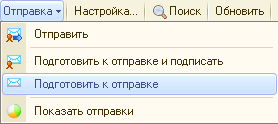 Отправка Настройка... Поиск Обновить
Отправить
Подготовить к отправке и подписать
Подготовить к отправке
Показать отправки